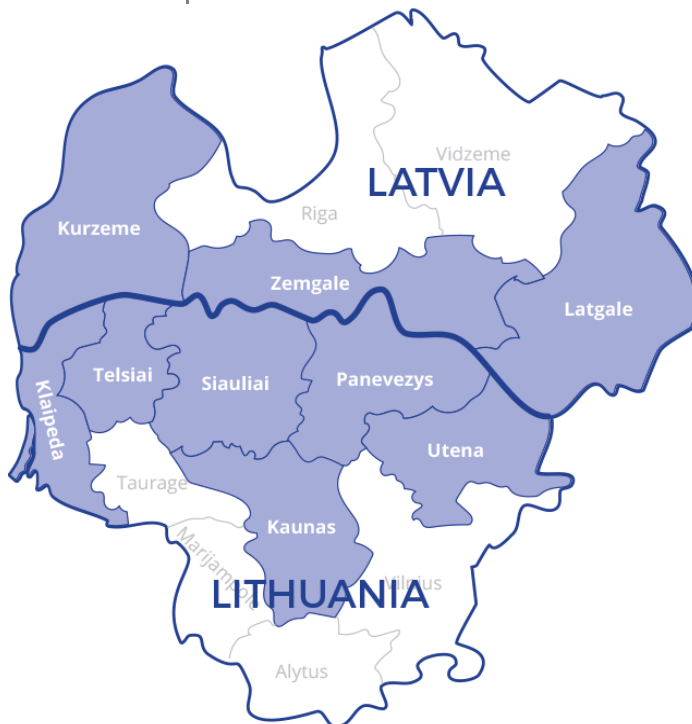 Vidzeme
LATVIA
Riga
Kurzeme
Zemgale
Latgale
Telsiai
Siauliai
Panevezys
Klaipeda
Utena
Taurage
Kaunas
Marijampole
Vilnius
LITHUANIA
Alytus